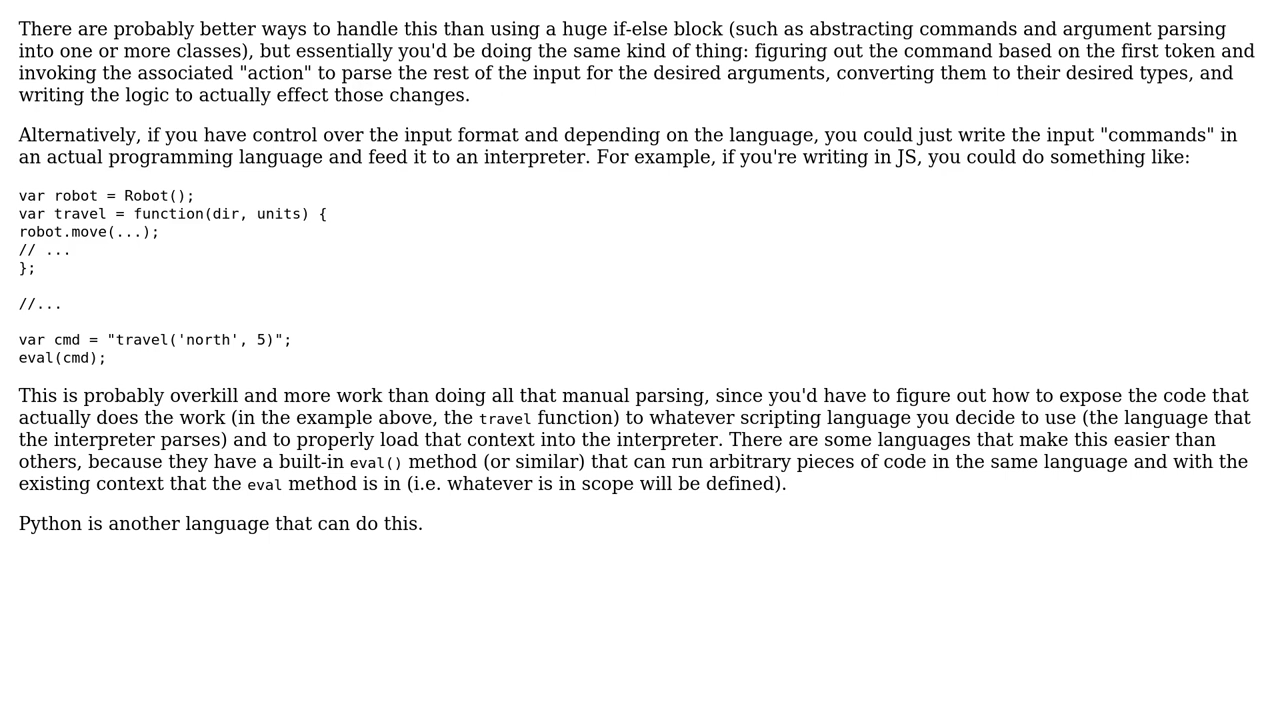 There are probably better ways to handle this than using a huge if-else block (such as abstracting commands and argument parsing
into one or more classes), but essentially you'd be doing the same kind of thing: figuring out the command based on the first token and
invoking the associated "action" to parse the rest of the input for the desired arguments, converting them to their desired types, and
writing the logic to actually effect those changes.
Alternatively, if you have control over the input format and depending on the language, you could just write the input "commands" in
an actual programming language and feed it to an interpreter. For example, if you're writing in JS, you could do something like:
var robot = Robot();
var travel = function(dir, units) {
robot.move(...);
// ...
};
//...
var cmd = "travel('north', 5)";
eval(cmd);
This is probably overkill and more work than doing all that manual parsing, since you'd have to figure out how to expose the code that
actually does the work (in the example above, the travel function) to whatever scripting language you decide to use (the language that
the interpreter parses) and to properly load that context into the interpreter. There are some languages that make this easier than
others, because they have a built-in eval() method (or similar) that can run arbitrary pieces of code in the same language and with the
existing context that the eval method is in (i.e. whatever is in scope will be defined).
Python is another language that can do this.